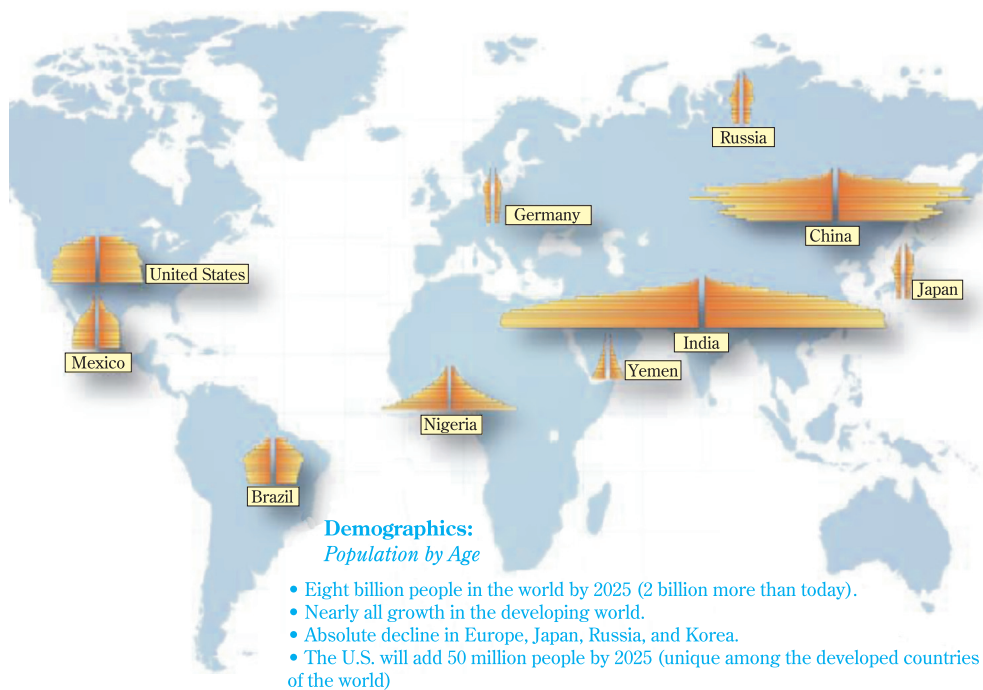 Russia
Germany
China
United States
Japan
India
Mexico
Yemen
Nigeria
Brazil
Demographics:
Population by Age
• Eight billion people in the world by 2025 (2 billion more than today).
• Nearly all growth in the developing world.
• Absolute decline in Europe, Japan, Russia, and Korea.
• The U.S. will add 50 million people by 2025 (unique among the developed countries
of the world)